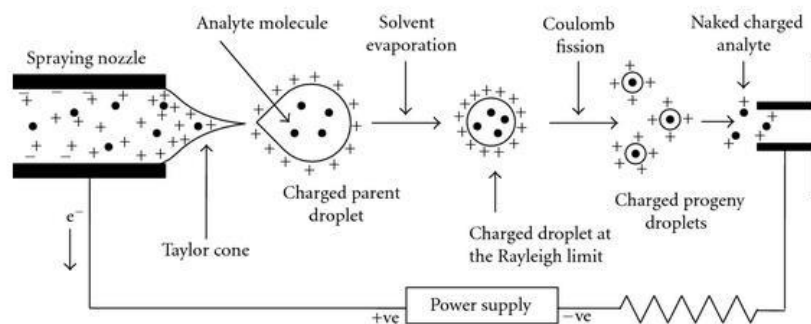 Analyte molecule
Solvent
evaporation
Coulomb
fission
Naked charged
analyte
Spraying nozzle
Charged parent
droplet
Charged progeny
droplets
e⁻
Taylor cone
Charged droplet at
the Rayleigh limit
+ve
Power supply
−ve